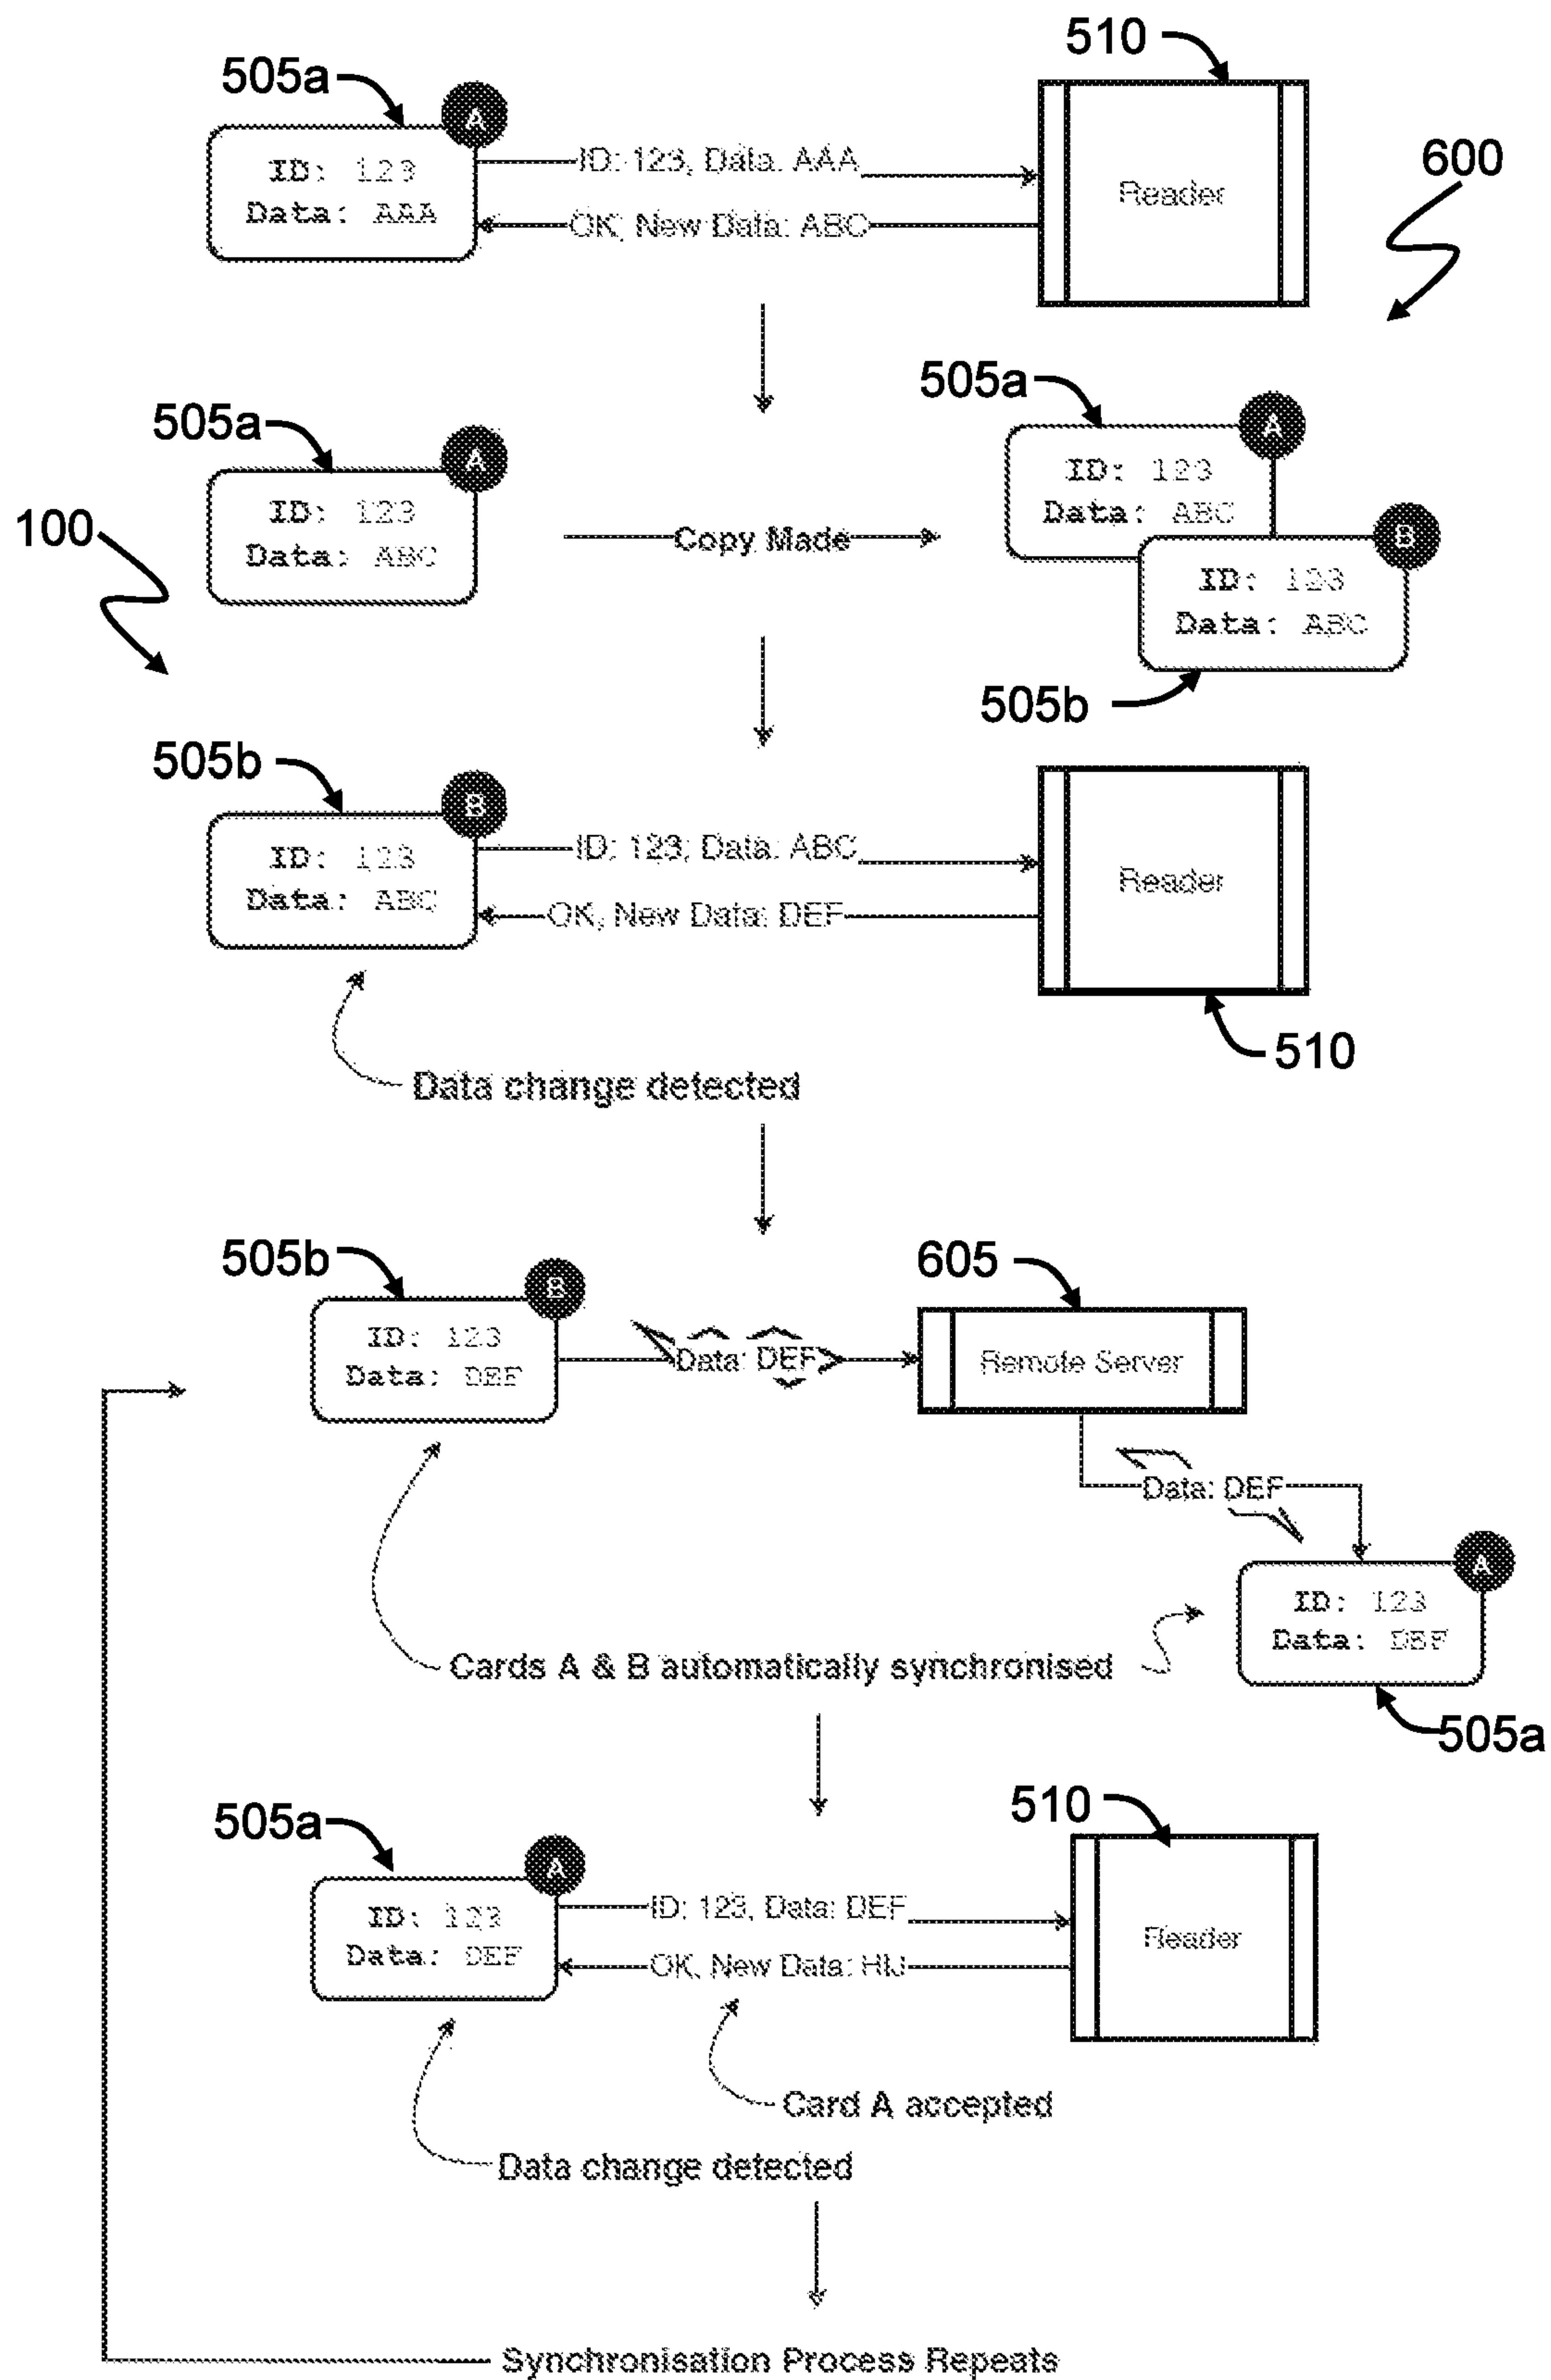 510
505a
A
ID: 123
Data: AAA
ID: 123, Data: AAA
OK, New Data: ABC
Reader
600
505a
A
ID: 123
Data: ABC
Copy Made
505a
A
ID: 123
Data: ABC
B
ID: 123
Data: ABC
505b
100
505b
B
ID: 123
Data: ABC
ID: 123, Data: ABC
OK, New Data: DEF
Reader
510
Data change detected
505b
B
ID: 123
Data: DEF
Data: DEF
605
Remote Server
Data: DEF
A
ID: 123
Data: DEF
505a
Cards A & B automatically synchronised
505a
A
ID: 123
Data: DEF
ID: 123, Data: DEF
OK, New Data: HIJ
510
Reader
Card A accepted
Data change detected
Synchronisation Process Repeats